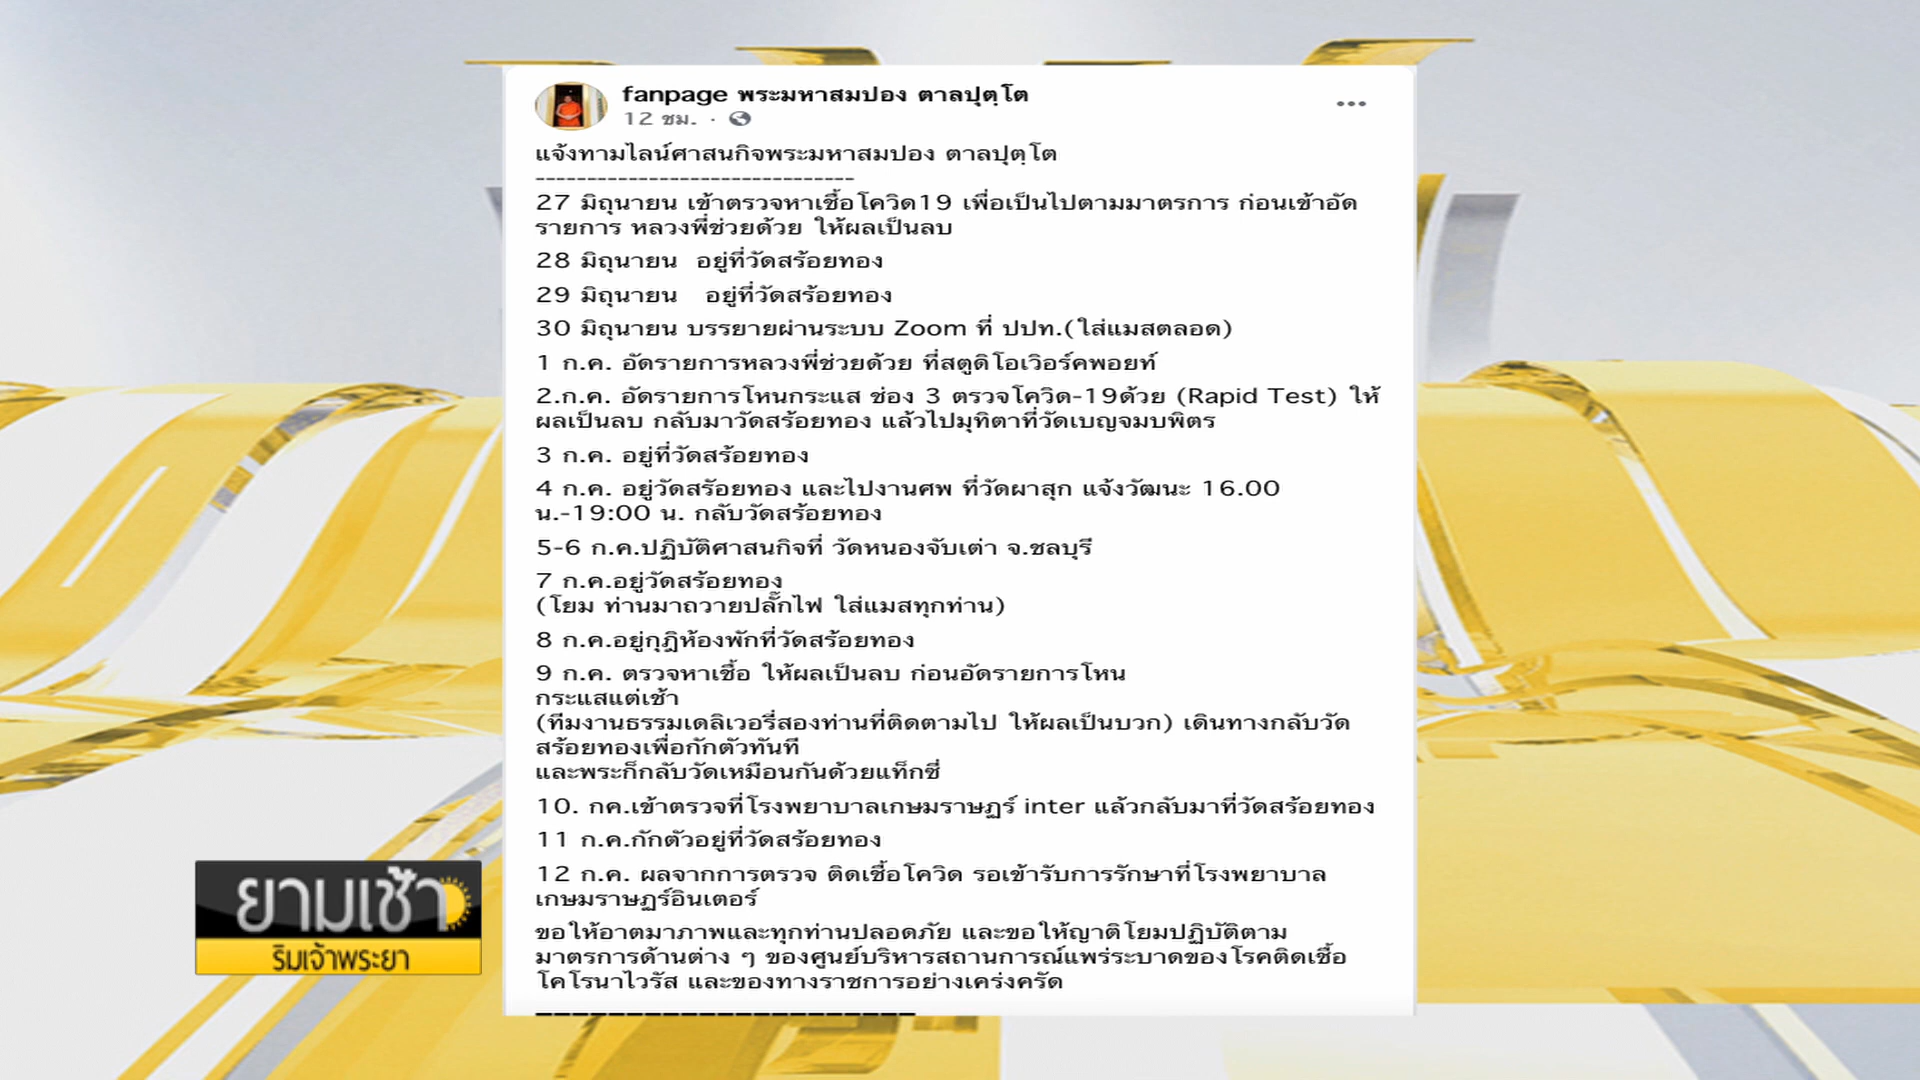 fanpage พระมหาสมปอง ตาลปุตฺโต
12 ชม. ·
แจ้งทามไลน์ศาสนกิจพระมหาสมปอง ตาลปุตฺโต
-------------------------------
27 มิถุนายน เข้าตรวจหาเชื้อโควิด19 เพื่อเป็นไปตามมาตรการ ก่อนเข้าอัด
รายการ หลวงพี่ช่วยด้วย ให้ผลเป็นลบ
28 มิถุนายน อยู่ที่วัดสร้อยทอง
29 มิถุนายน อยู่ที่วัดสร้อยทอง
30 มิถุนายน บรรยายผ่านระบบ Zoom ที่ ปปท.(ใส่แมสตลอด)
1 ก.ค. อัดรายการหลวงพี่ช่วยด้วย ที่สตูดิโอเวิอร์คพอยท์
2.ก.ค. อัดรายการโหนกระแส ช่อง 3 ตรวจโควิด-19ด้วย (Rapid Test) ให้
ผลเป็นลบ กลับมาวัดสร้อยทอง แล้วไปมุทิตาที่วัดเบญจมบพิตร
3 ก.ค. อยู่ที่วัดสร้อยทอง
4 ก.ค. อยู่วัดสรัอยทอง และไปงานศพ ที่วัดผาสุก แจ้งวัฒนะ 16.00
น.-19:00 น. กลับวัดสร้อยทอง
5-6 ก.ค.ปฏิบัติศาสนกิจที่ วัดหนองจับเต่า จ.ชลบุรี
7 ก.ค.อยู่วัดสร้อยทอง
(โยม ท่านมาถวายปลั๊กไฟ ใส่แมสทุกท่าน)
8 ก.ค.อยู่กุฎิห้องพักที่วัดสร้อยทอง
9 ก.ค. ตรวจหาเชื้อ ให้ผลเป็นลบ ก่อนอัดรายการโหน
กระแสแต่เช้า
(ทีมงานธรรมเดลิเวอรี่สองท่านที่ติดตามไป ให้ผลเป็นบวก) เดินทางกลับวัด
สร้อยทองเพื่อกักตัวทันที
และพระก็กลับวัดเหมือนกันด้วยแท็กซี่
10. กค.เข้าตรวจที่โรงพยาบาลเกษมราษฏร์ inter แล้วกลับมาที่วัดสร้อยทอง
11 ก.ค.กักตัวอยู่ที่วัดสร้อยทอง
12 ก.ค. ผลจากการตรวจ ติดเชื้อโควิด รอเข้ารับการรักษาที่โรงพยาบาล
เกษมราษฏร์อินเตอร์
ขอให้อาตมาภาพและทุกท่านปลอดภัย และขอให้ญาติโยมปฏิบัติตาม
มาตรการด้านต่าง ๆ ของศูนย์บริหารสถานการณ์แพร่ระบาดของโรคติดเชื้อ
โคโรนาไวรัส และของทางราชการอย่างเคร่งครัด
ยามเช้า
ริมเจ้าพระยา